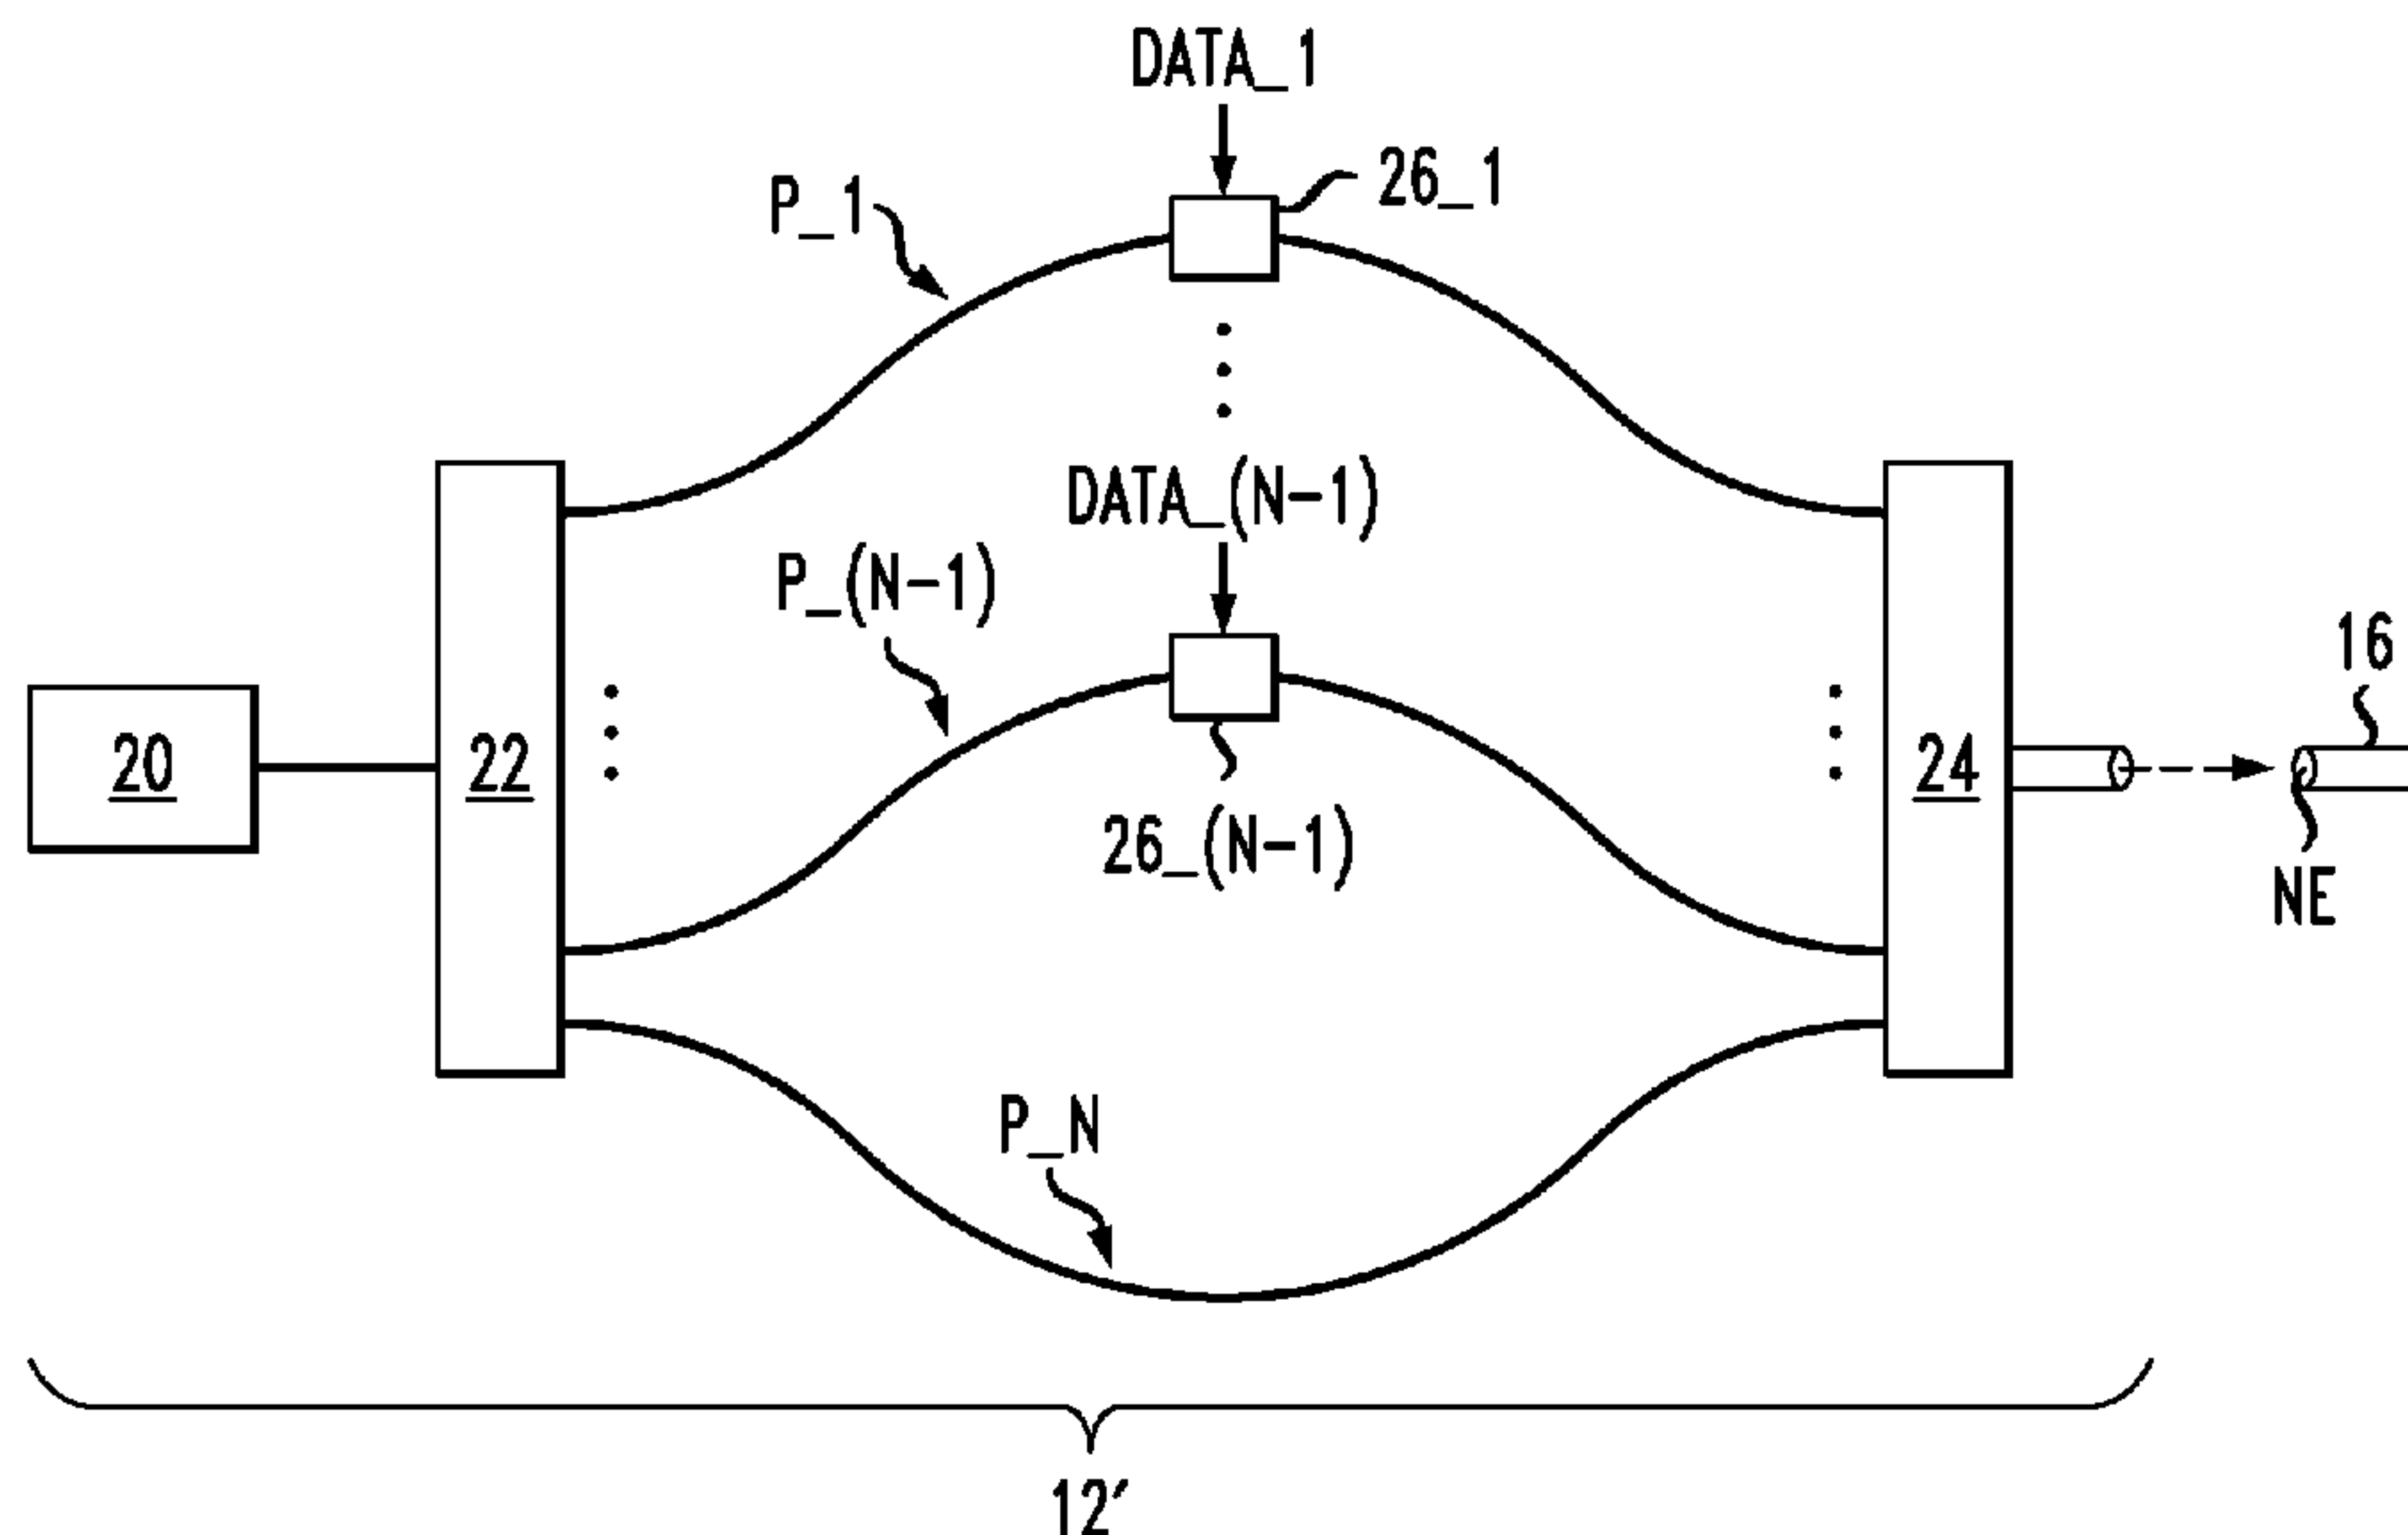 DATA_1
P_1
26_1
DATA_(N-1)
P_(N-1)
16
20
22
24
26_(N-1)
NE
P_N
12′